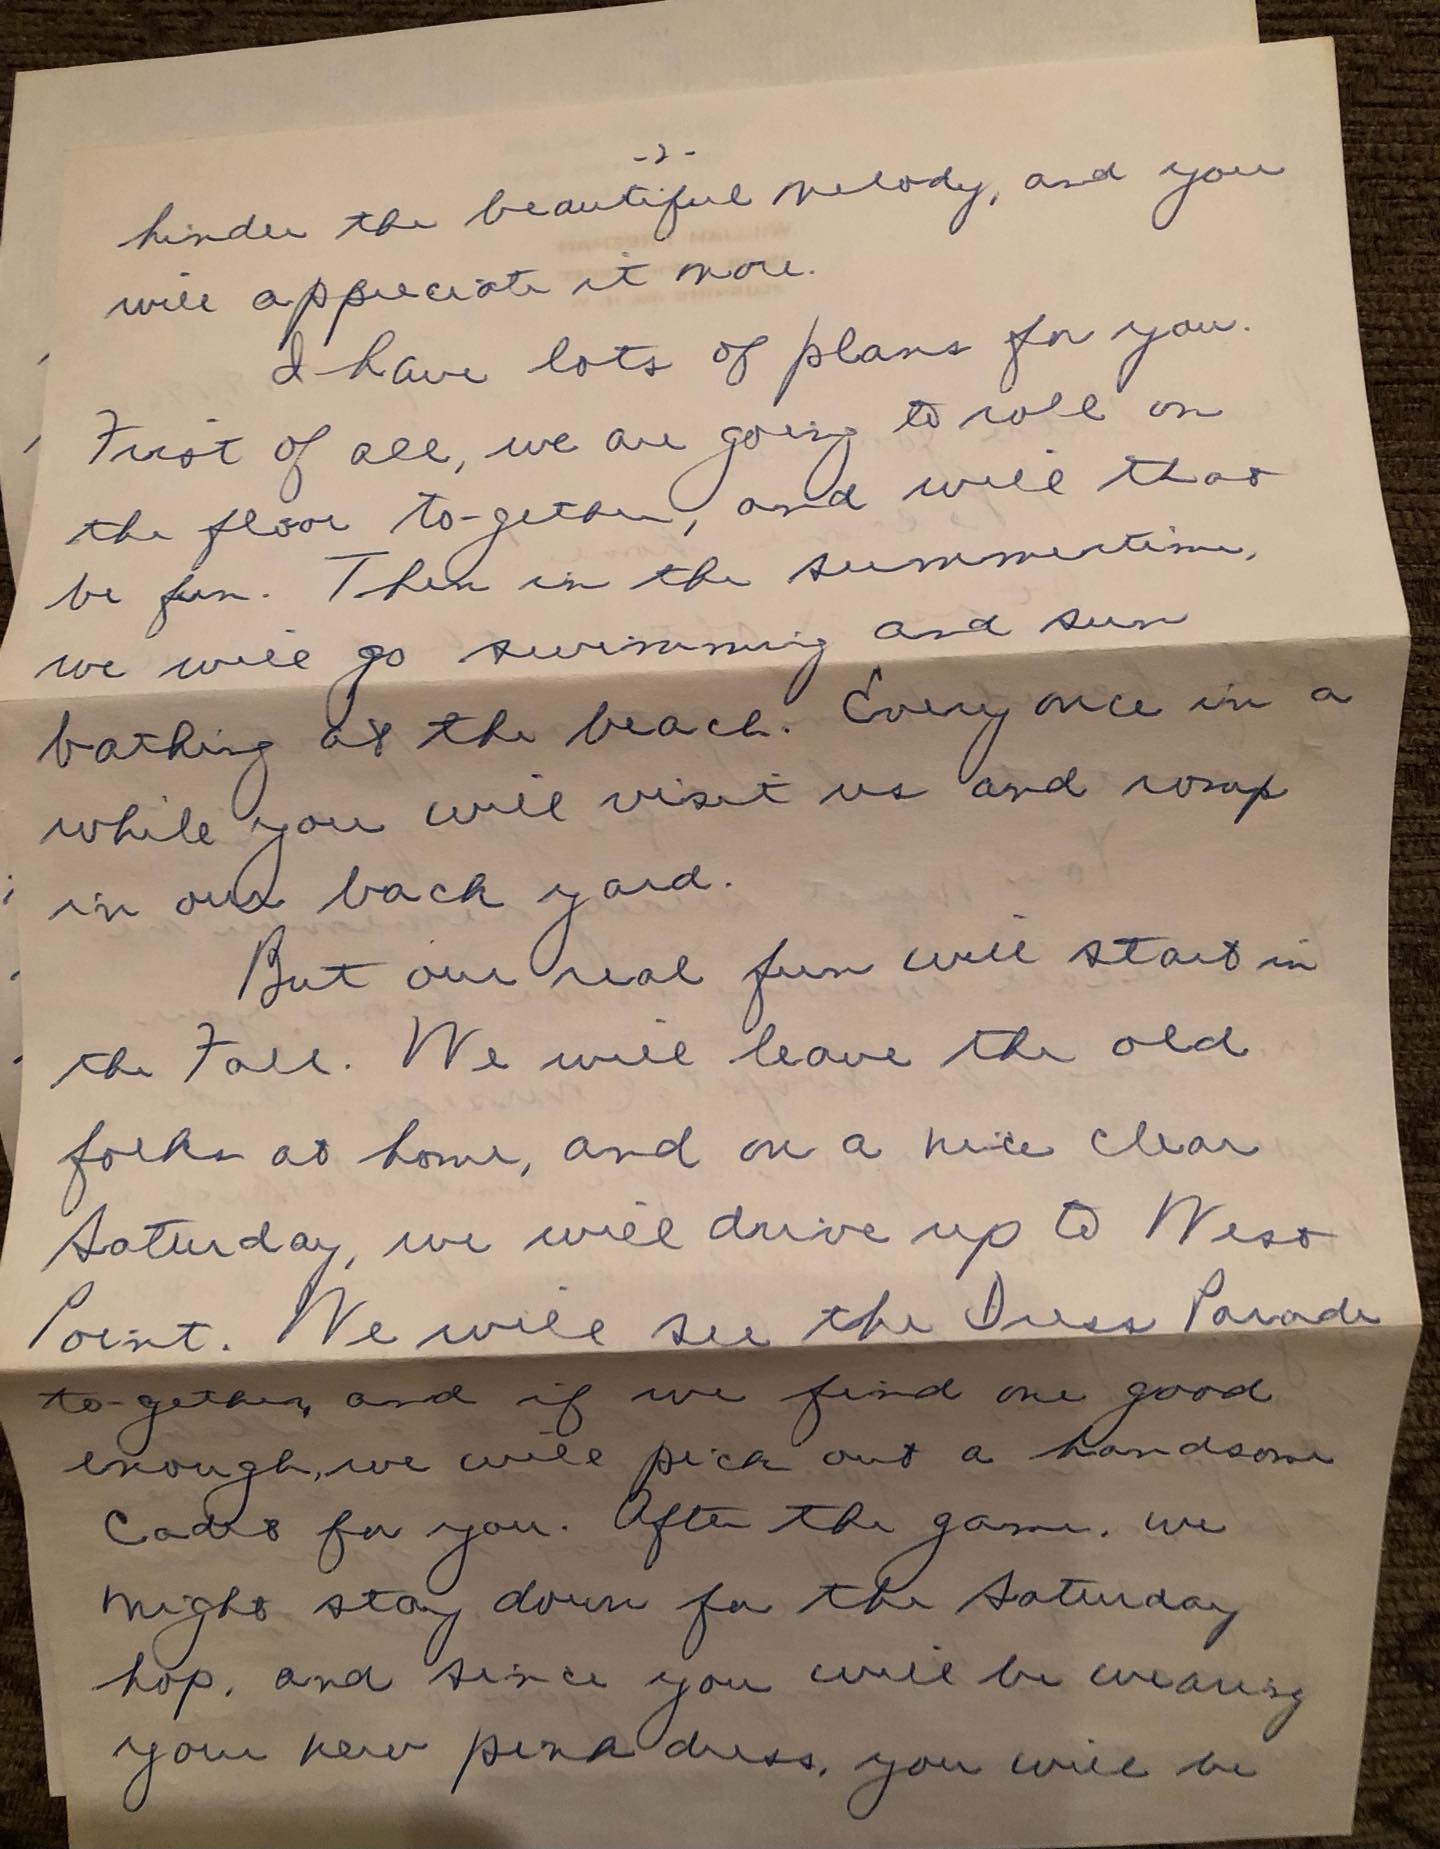 -2-
hinder the beautiful melody, and you
will appreciate it more.
I have lots of plans for you.
First of all, we are going to roll on
the floor to-gether, and will that
be fun. Then in the summertime,
we will go swimming and sun
bathing at the beach. Every once in a
while you will visit us and romp
in our back yard.
But our real fun will start in
the Fall. We will leave the old
folks at home, and on a nice clear
Saturday, we will drive up to West
Point. We will see the Dress Parade
to-gether, and if we find one good
enough, we will pick out a handsome
Cadet for you. After the game, we
might stay down for the Saturday
hop, and since you will be wearing
your new pink dress, you will be